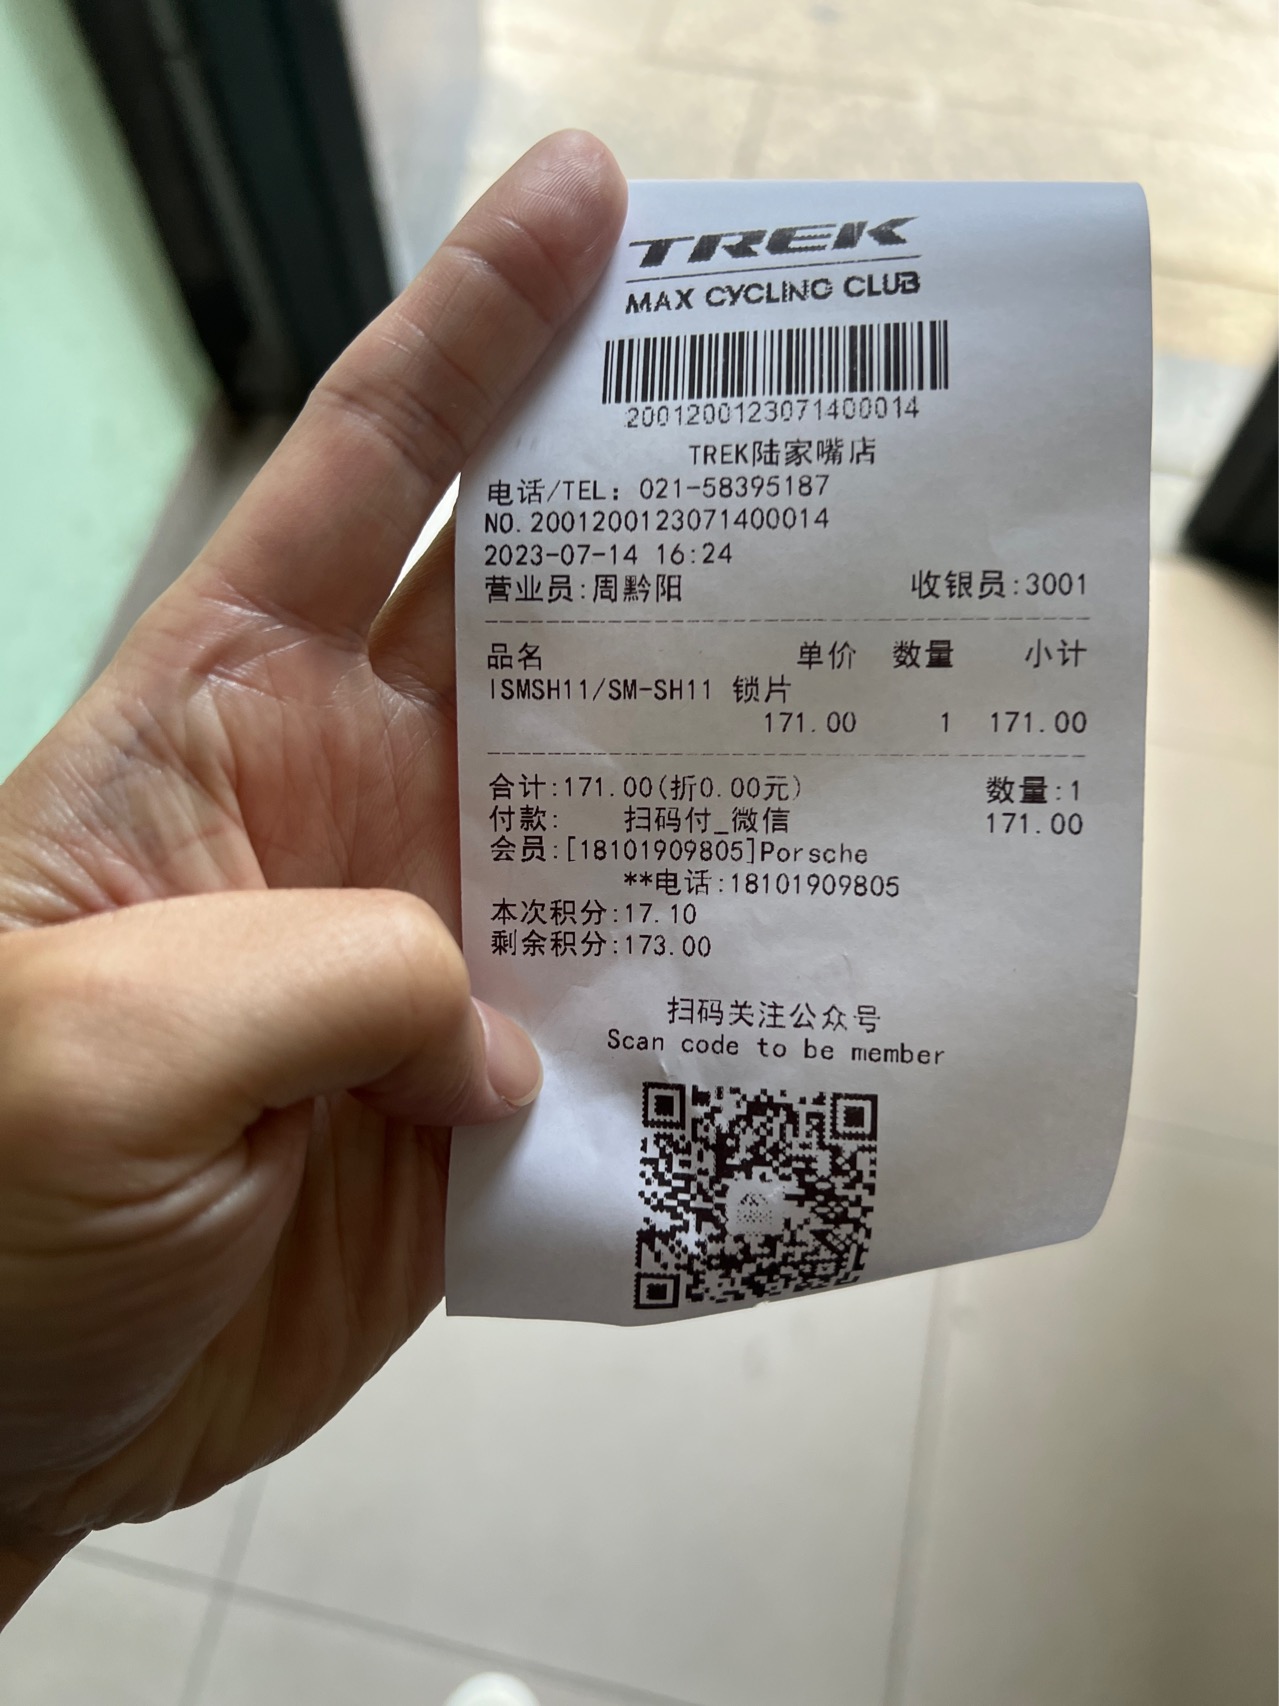 TREK
MAX CYCLING CLUB
2001200123071400014
TREK陆家嘴店
电话/TEL：021-58395187
NO.2001200123071400014
2023-07-14 16:24
营业员:周黔阳 收银员:3001
品名 单价 数量 小计
ISMSH11/SM-SH11 锁片
171.00 1 171.00
合计:171.00(折0.00元) 数量:1
付款: 扫码付_微信 171.00
会员:[18101909805]Porsche
**电话:18101909805
本次积分:17.10
剩余积分:173.00
扫码关注公众号
Scan code to be member